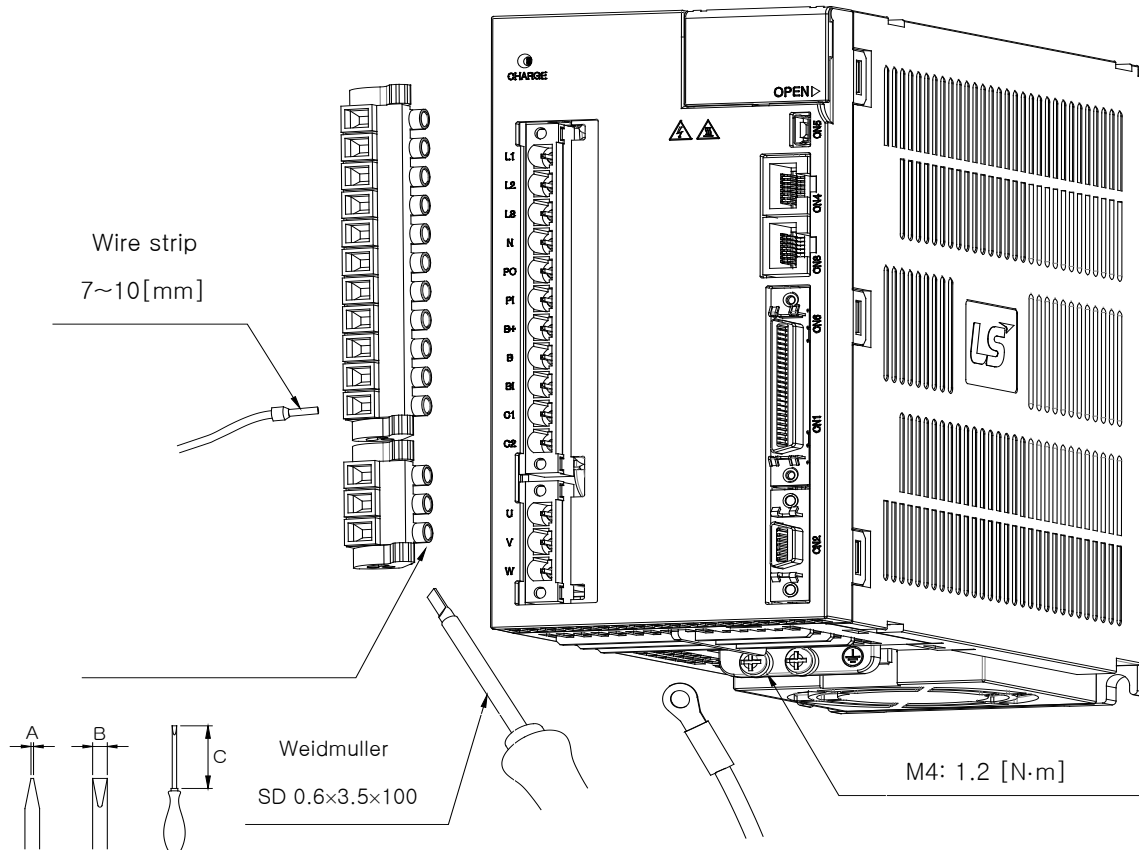 CHARGE
OPEN▷
L1
L2
L3
N
PO
PI
B+
B
BI
C1
C2
U
V
W
CN5
CN4
CN3
CN6
CN1
CN2
LS
Wire strip
7~10[mm]
A
B
C
Weidmuller
SD 0.6×3.5×100
M4: 1.2 [N·m]